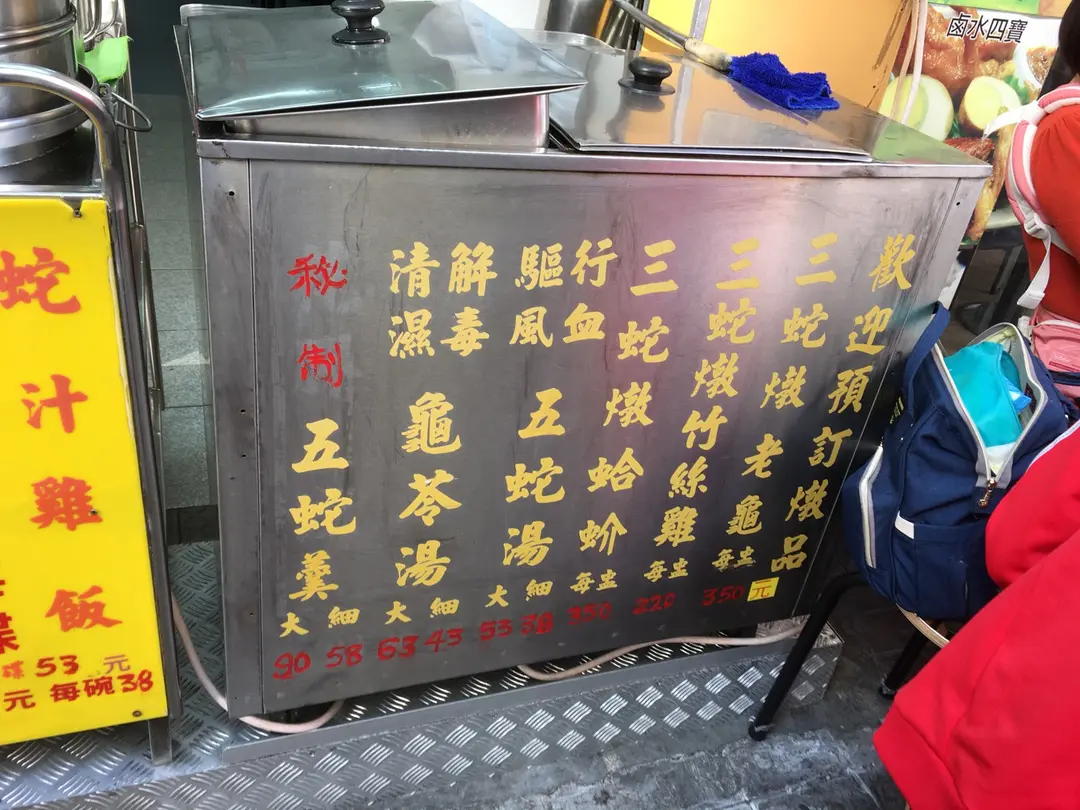 蛇汁雞飯
碟 53 元
元 每碗 38
秘制
五蛇羹
大 細
90 58
清濕
解毒
龜苓湯
大 細
63 43
驅風
行血
五蛇湯
大 細
53 38
三蛇燉蛤蚧
每盅
350
三蛇燉竹絲雞
每盅
220
三蛇燉老龜
每盅
350 元
歡迎預訂燉品
鹵水四寶